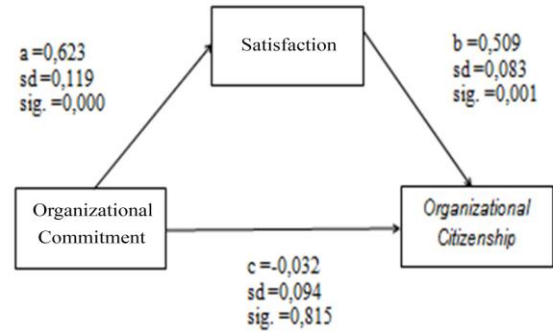 Satisfaction
a =0,623
sd =0,119
sig. =0,000
b =0,509
sd =0,083
sig. =0,001
Organizational
Commitment
Organizational
Citizenship
c =-0,032
sd =0,094
sig. =0,815